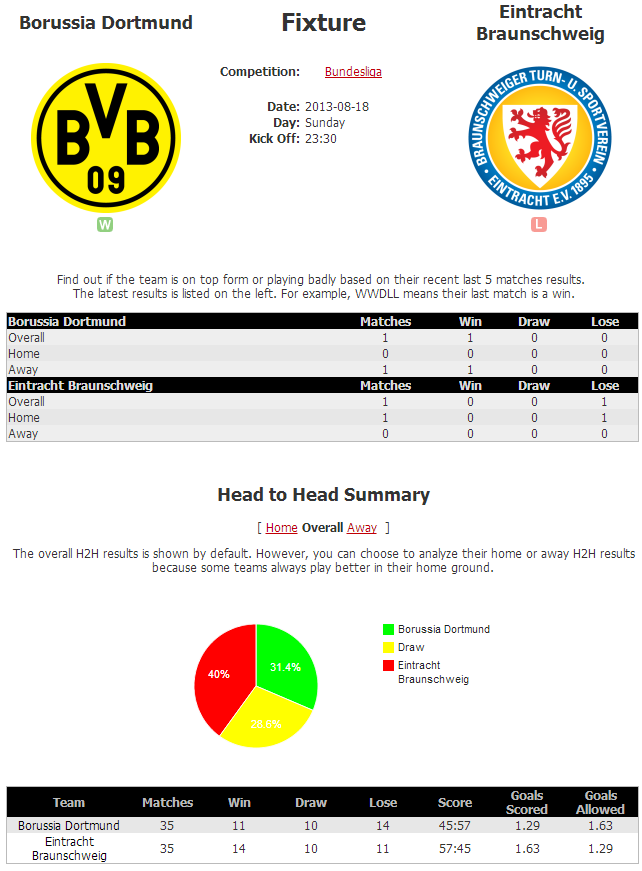 Borussia Dortmund
Fixture
Eintracht
Braunschweig
Competition: Bundesliga
Date: 2013-08-18
Day: Sunday
Kick Off: 23:30
BVB
09
BRAUNSCHWEIGER TURN- U. SPORTVEREIN
EINTRACHT E.V. 1895
W
L
Find out if the team is on top form or playing badly based on their recent last 5 matches results.
The latest results is listed on the left. For example, WWDLL means their last match is a win.
Borussia Dortmund Matches Win Draw Lose
Overall 1 1 0 0
Home 0 0 0 0
Away 1 1 0 0
Eintracht Braunschweig Matches Win Draw Lose
Overall 1 0 0 1
Home 1 0 0 1
Away 0 0 0 0
Head to Head Summary
[ Home Overall Away ]
The overall H2H results is shown by default. However, you can choose to analyze their home or away H2H results
because some teams always play better in their home ground.
40%
31.4%
28.6%
Borussia Dortmund
Draw
Eintracht
Braunschweig
Team Matches Win Draw Lose Score Goals Scored Goals Allowed
Borussia Dortmund 35 11 10 14 45:57 1.29 1.63
Eintracht Braunschweig 35 14 10 11 57:45 1.63 1.29